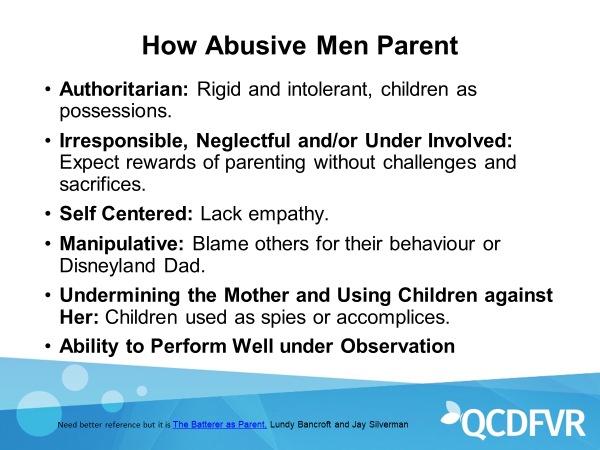 How Abusive Men Parent
• Authoritarian: Rigid and intolerant, children as
possessions.
• Irresponsible, Neglectful and/or Under Involved:
Expect rewards of parenting without challenges and
sacrifices.
• Self Centered: Lack empathy.
• Manipulative: Blame others for their behaviour or
Disneyland Dad.
• Undermining the Mother and Using Children against
Her: Children used as spies or accomplices.
• Ability to Perform Well under Observation
Need better reference but it is The Batterer as Parent, Lundy Bancroft and Jay Silverman
QCDFVR